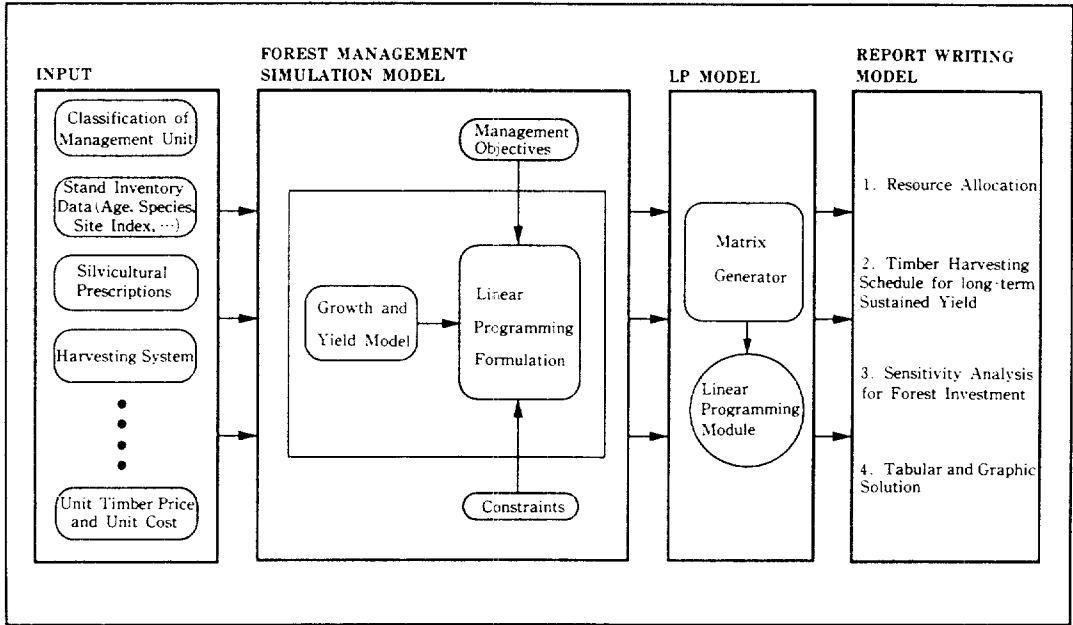 INPUT
Classification of
Management Unit
Stand Inventory
Data (Age, Species,
Site Index, …)
Silvicultural
Prescriptions
Harvesting System
Unit Timber Price
and Unit Cost
FOREST MANAGEMENT
SIMULATION MODEL
Management
Objectives
Growth and
Yield Model
Linear
Programming
Formulation
Constraints
LP MODEL
Matrix
Generator
Linear
Programming
Module
REPORT WRITING
MODEL
1. Resource Allocation
2. Timber Harvesting
Schedule for long-term
Sustained Yield
3. Sensitivity Analysis
for Forest Investment
4. Tabular and Graphic
Solution